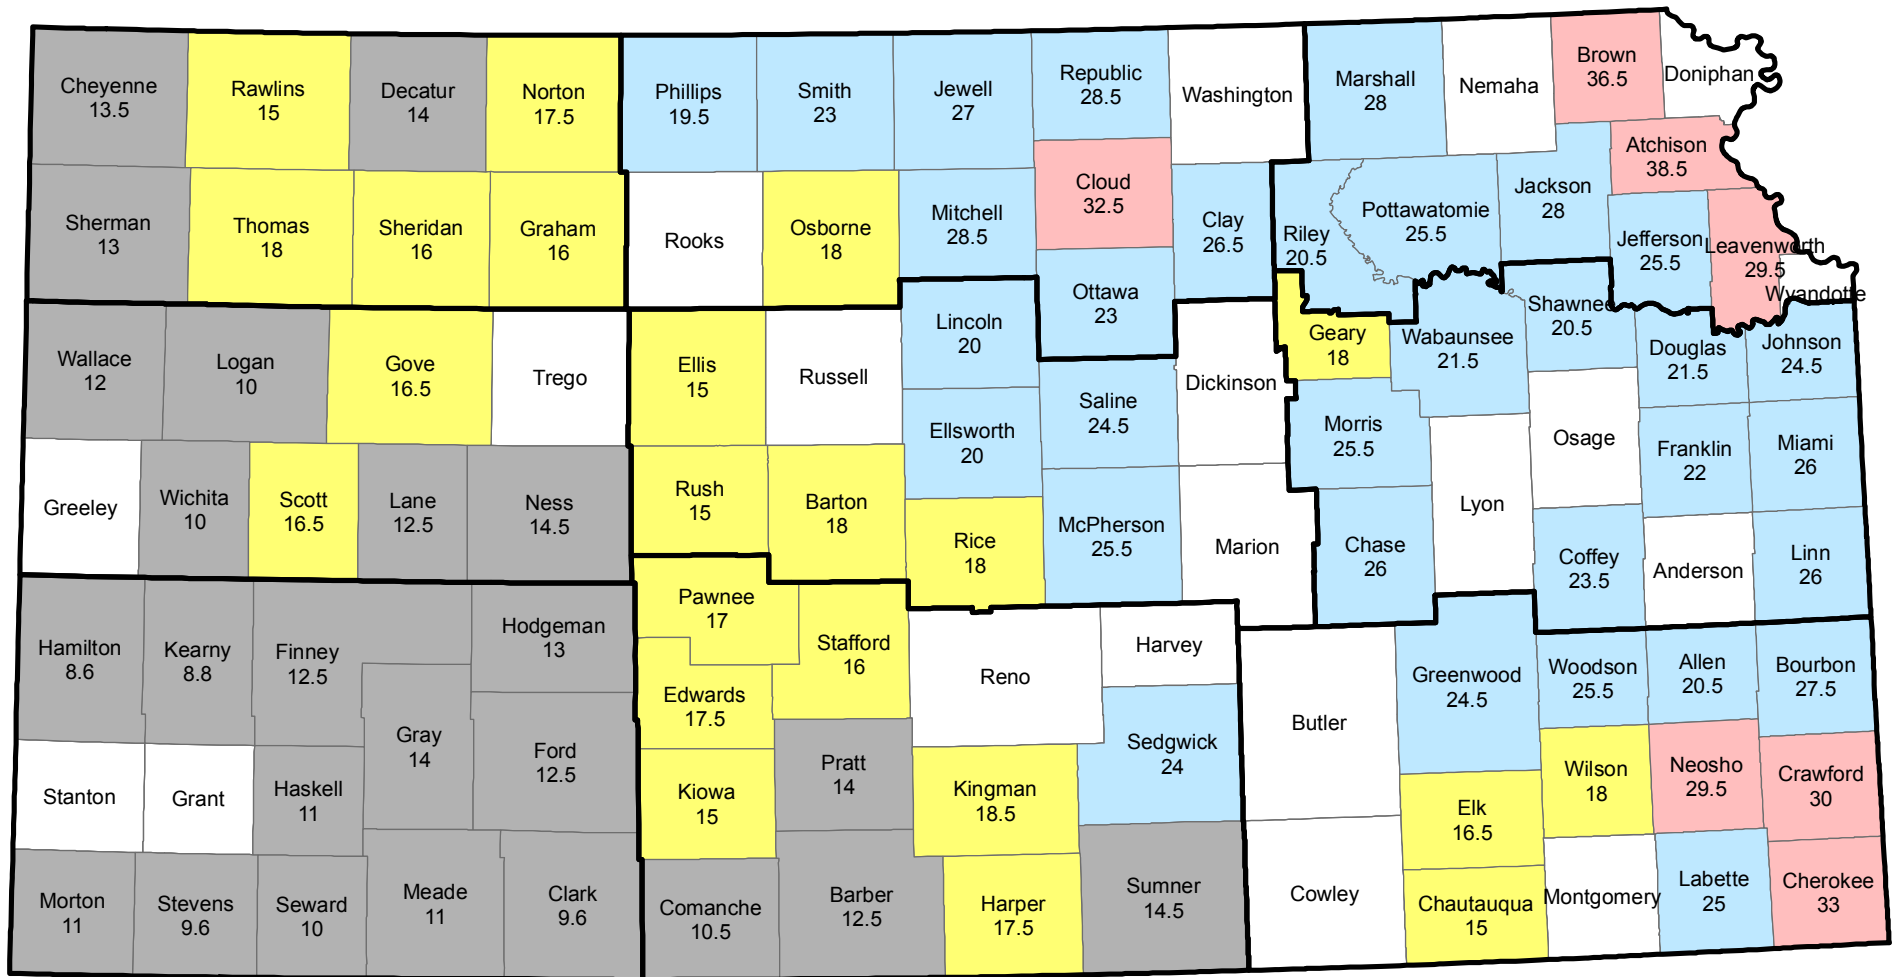 Cheyenne
13.5
Rawlins
15
Decatur
14
Norton
17.5
Phillips
19.5
Smith
23
Jewell
27
Republic
28.5
Washington
Marshall
28
Nemaha
Brown
36.5
Doniphan
Sherman
13
Thomas
18
Sheridan
16
Graham
16
Rooks
Osborne
18
Mitchell
28.5
Cloud
32.5
Clay
26.5
Riley
20.5
Pottawatomie
25.5
Jackson
28
Atchison
38.5
Jefferson
25.5
Leavenworth
29.5
Wyandotte
Ottawa
23
Wallace
12
Logan
10
Gove
16.5
Trego
Ellis
15
Russell
Lincoln
20
Saline
24.5
Dickinson
Geary
18
Wabaunsee
21.5
Shawnee
20.5
Douglas
21.5
Johnson
24.5
Ellsworth
20
Morris
25.5
Osage
Franklin
22
Miami
26
Greeley
Wichita
10
Scott
16.5
Lane
12.5
Ness
14.5
Rush
15
Barton
18
Rice
18
McPherson
25.5
Marion
Chase
26
Lyon
Coffey
23.5
Anderson
Linn
26
Hamilton
8.6
Kearny
8.8
Finney
12.5
Hodgeman
13
Pawnee
17
Stafford
16
Reno
Harvey
Butler
Greenwood
24.5
Woodson
25.5
Allen
20.5
Bourbon
27.5
Edwards
17.5
Gray
14
Ford
12.5
Pratt
14
Sedgwick
24
Stanton
Grant
Haskell
11
Kiowa
15
Kingman
18.5
Elk
16.5
Wilson
18
Neosho
29.5
Crawford
30
Morton
11
Stevens
9.6
Seward
10
Meade
11
Clark
9.6
Comanche
10.5
Barber
12.5
Harper
17.5
Sumner
14.5
Cowley
Chautauqua
15
Montgomery
Labette
25
Cherokee
33